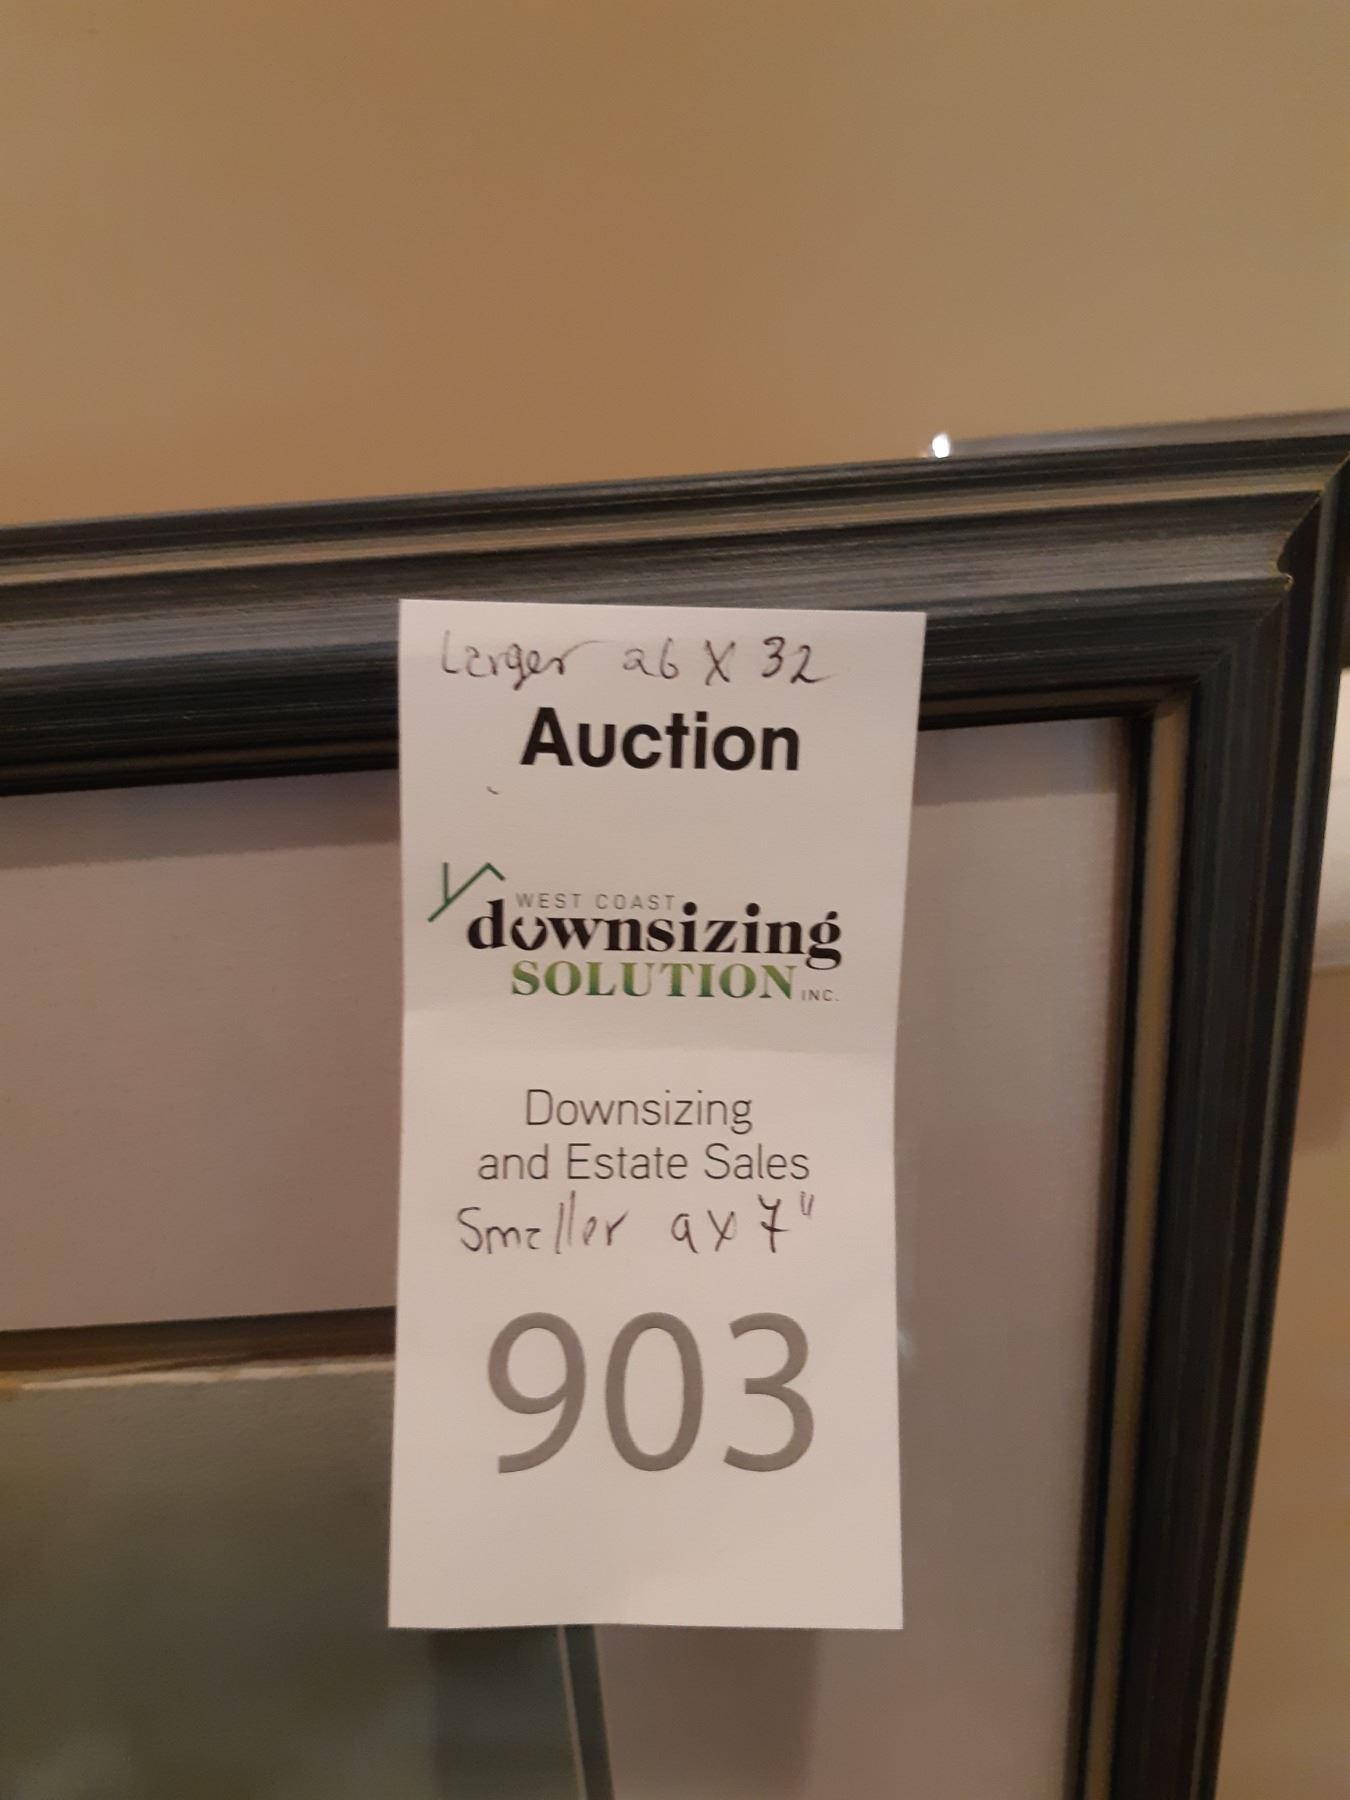 Larger 26 X 32
Auction
WEST COAST
downsizing
SOLUTION INC.
Downsizing
and Estate Sales
Smaller 9 X 7"
903